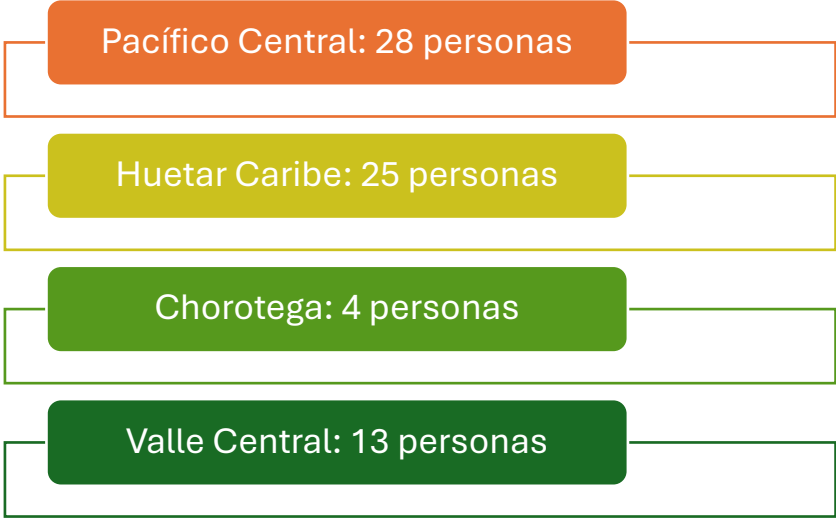 Pacífico Central: 28 personas
Huetar Caribe: 25 personas
Chorotega: 4 personas
Valle Central: 13 personas